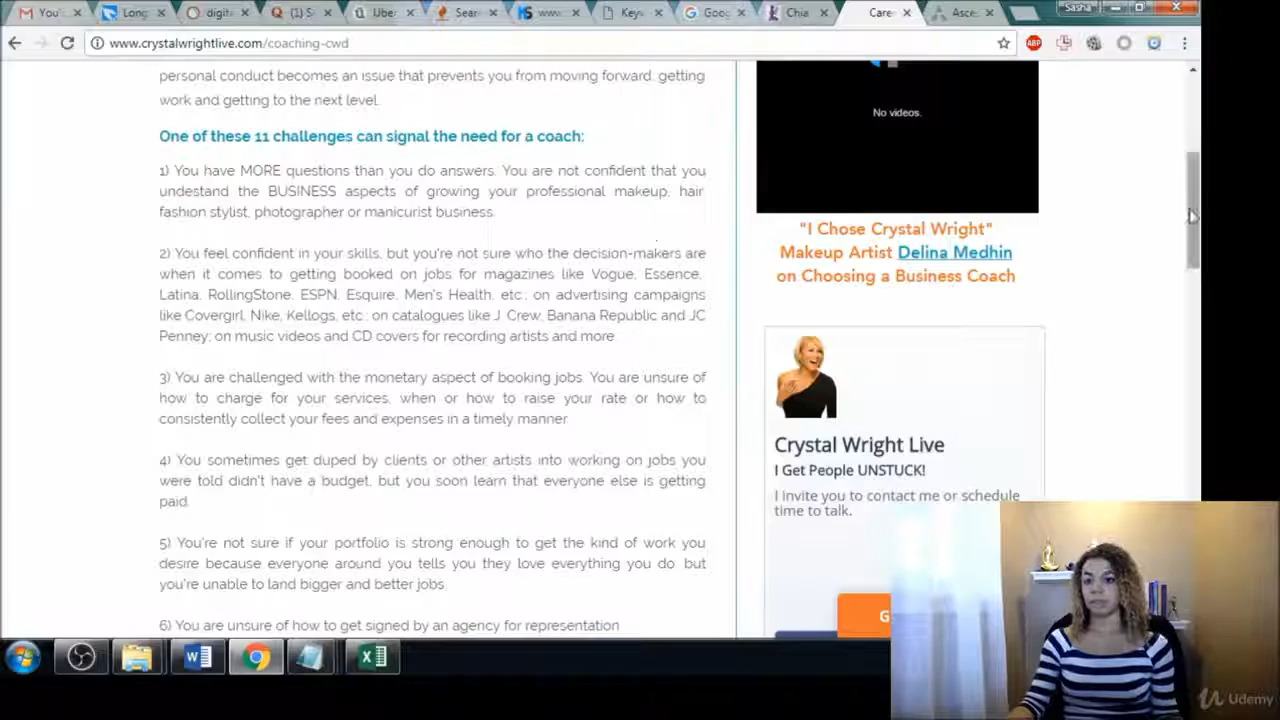 You'
Long
digit
(1) S
Uber
Sear
www.
Keyv
Goog
Chia
Care
Asce
Sasha
www.crystalwrightlive.com/coaching-cwd
ABP
personal conduct becomes an issue that prevents you from moving forward, getting
work and getting to the next level.
One of these 11 challenges can signal the need for a coach:
1) You have MORE questions than you do answers. You are not confident that you
undestand the BUSINESS aspects of growing your professional makeup, hair
fashion stylist, photographer or manicurist business.
2) You feel confident in your skills, but you're not sure who the decision-makers are
when it comes to getting booked on jobs for magazines like Vogue, Essence,
Latina, RollingStone, ESPN, Esquire, Men's Health, etc.; on advertising campaigns
like Covergirl, Nike, Kellogs, etc.; on catalogues like J. Crew, Banana Republic and JC
Penney; on music videos and CD covers for recording artists and more
3) You are challenged with the monetary aspect of booking jobs. You are unsure of
how to charge for your services, when or how to raise your rate or how to
consistently collect your fees and expenses in a timely manner
4) You sometimes get duped by clients or other artists into working on jobs you
were told didn't have a budget, but you soon learn that everyone else is getting
paid.
5) You're not sure if your portfolio is strong enough to get the kind of work you
desire because everyone around you tells you they love everything you do but
you're unable to land bigger and better jobs
6) You are unsure of how to get signed by an agency for representation
No videos.
"I Chose Crystal Wright"
Makeup Artist Delina Medhin
on Choosing a Business Coach
Crystal Wright Live
I Get People UNSTUCK!
I invite you to contact me or schedule
time to talk.
G
Udemy